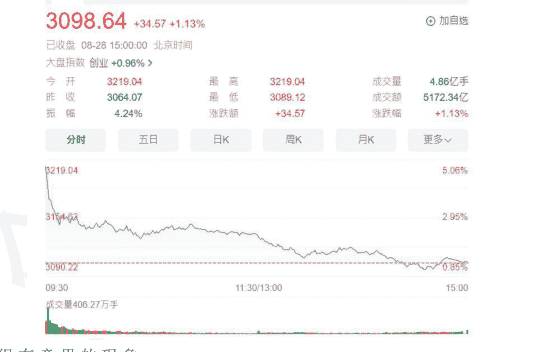 3098.64 +34.57 +1.13%
加自选
已收盘 08-28 15:00:00 北京时间
大盘指数 创业 +0.96%
今开 3219.04 最高 3219.04 成交量 4.86亿手
昨收 3064.07 最低 3089.12 成交额 5172.34亿
振幅 4.24% 涨跌额 +34.57 涨跌幅 +1.13%
分时 五日 日K 周K 月K 更多
3219.04 5.06%
3154.63 2.95%
3090.22 0.85%
09:30 11:30/13:00 15:00
成交量406.27万手